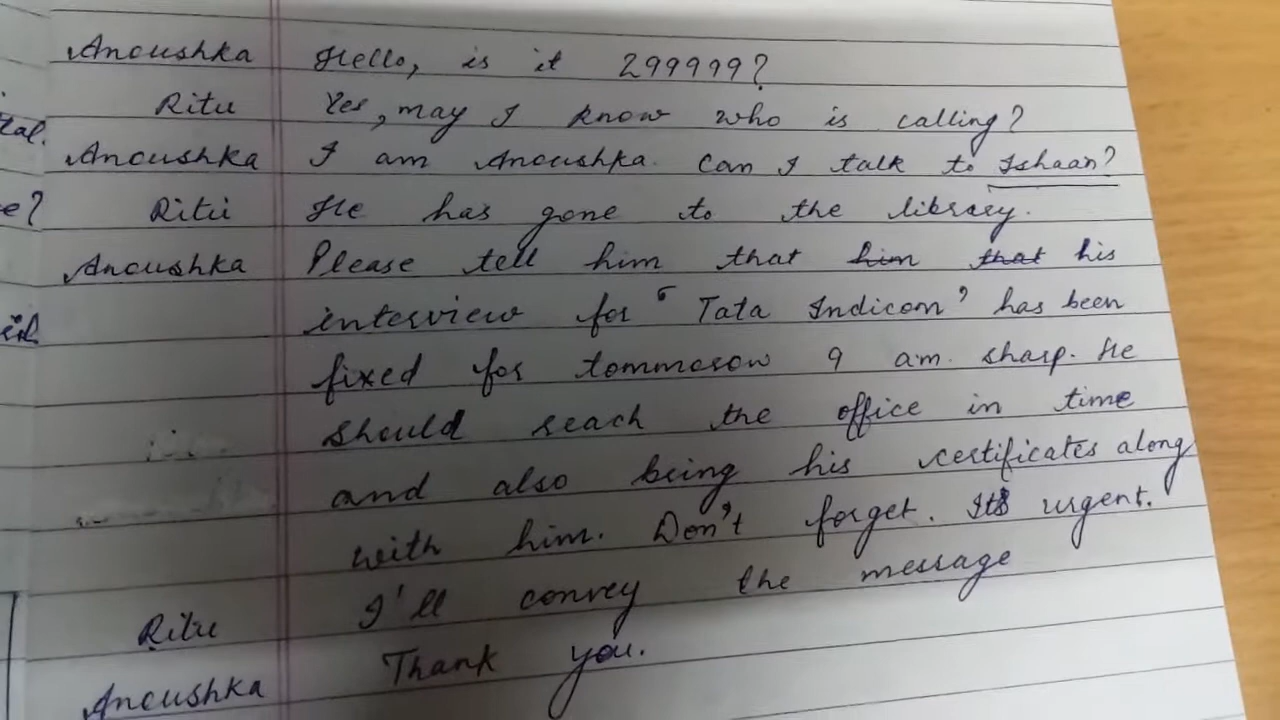 Anoushka Hello, is it 299999?
Ritu Yes, may I know who is calling?
tal.
Anoushka I am Anoushka. Can I talk to Ishaan?
e? Ritu He has gone to the library.
Anoushka Please tell him that him that his
interview for 'Tata Indicom' has been
fixed for tommorow 9 am. sharp. He
should reach the office in time
and also bring his certificates along
with him. Don't forget. Its urgent.
Ritu I'll convey the message
Anoushka Thank you.